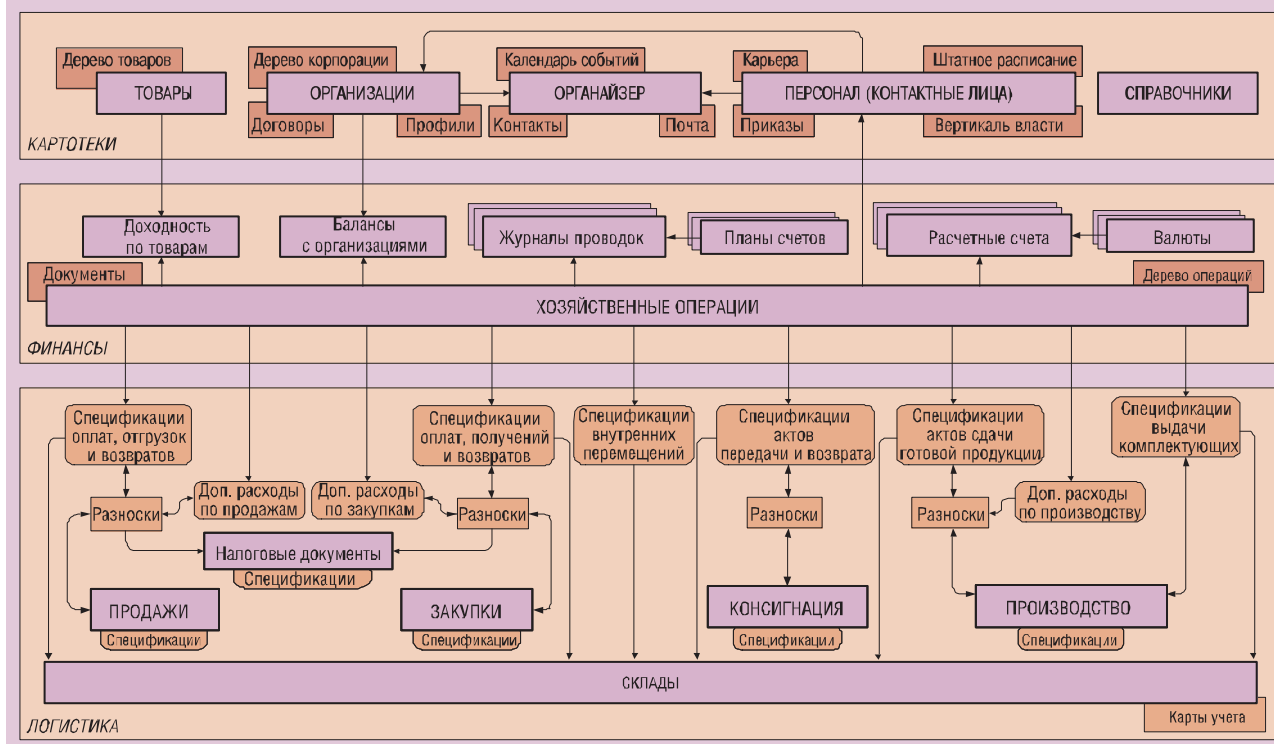 Дерево товаров
ТОВАРЫ
Дерево корпорации
ОРГАНИЗАЦИИ
Договоры
Профили
Календарь событий
ОРГАНАЙЗЕР
Контакты
Почта
Карьера
Штатное расписание
ПЕРСОНАЛ (КОНТАКТНЫЕ ЛИЦА)
Приказы
Вертикаль власти
СПРАВОЧНИКИ
КАРТОТЕКИ
Доходность
по товарам
Балансы
с организациями
Журналы проводок
Планы счетов
Расчетные счета
Валюты
Документы
Дерево операций
ХОЗЯЙСТВЕННЫЕ ОПЕРАЦИИ
ФИНАНСЫ
Спецификации
оплат, отгрузок
и возвратов
Спецификации
оплат, получений
и возвратов
Спецификации
внутренних
перемещений
Спецификации
актов
передачи и возврата
Спецификации
актов сдачи
готовой продукции
Спецификации
выдачи
комплектующих
Разноски
Доп. расходы
по продажам
Доп. расходы
по закупкам
Разноски
Разноски
Разноски
Доп. расходы
по производству
Налоговые документы
Спецификации
ПРОДАЖИ
Спецификации
ЗАКУПКИ
Спецификации
КОНСИГНАЦИЯ
Спецификации
ПРОИЗВОДСТВО
Спецификации
СКЛАДЫ
Карты учета
ЛОГИСТИКА